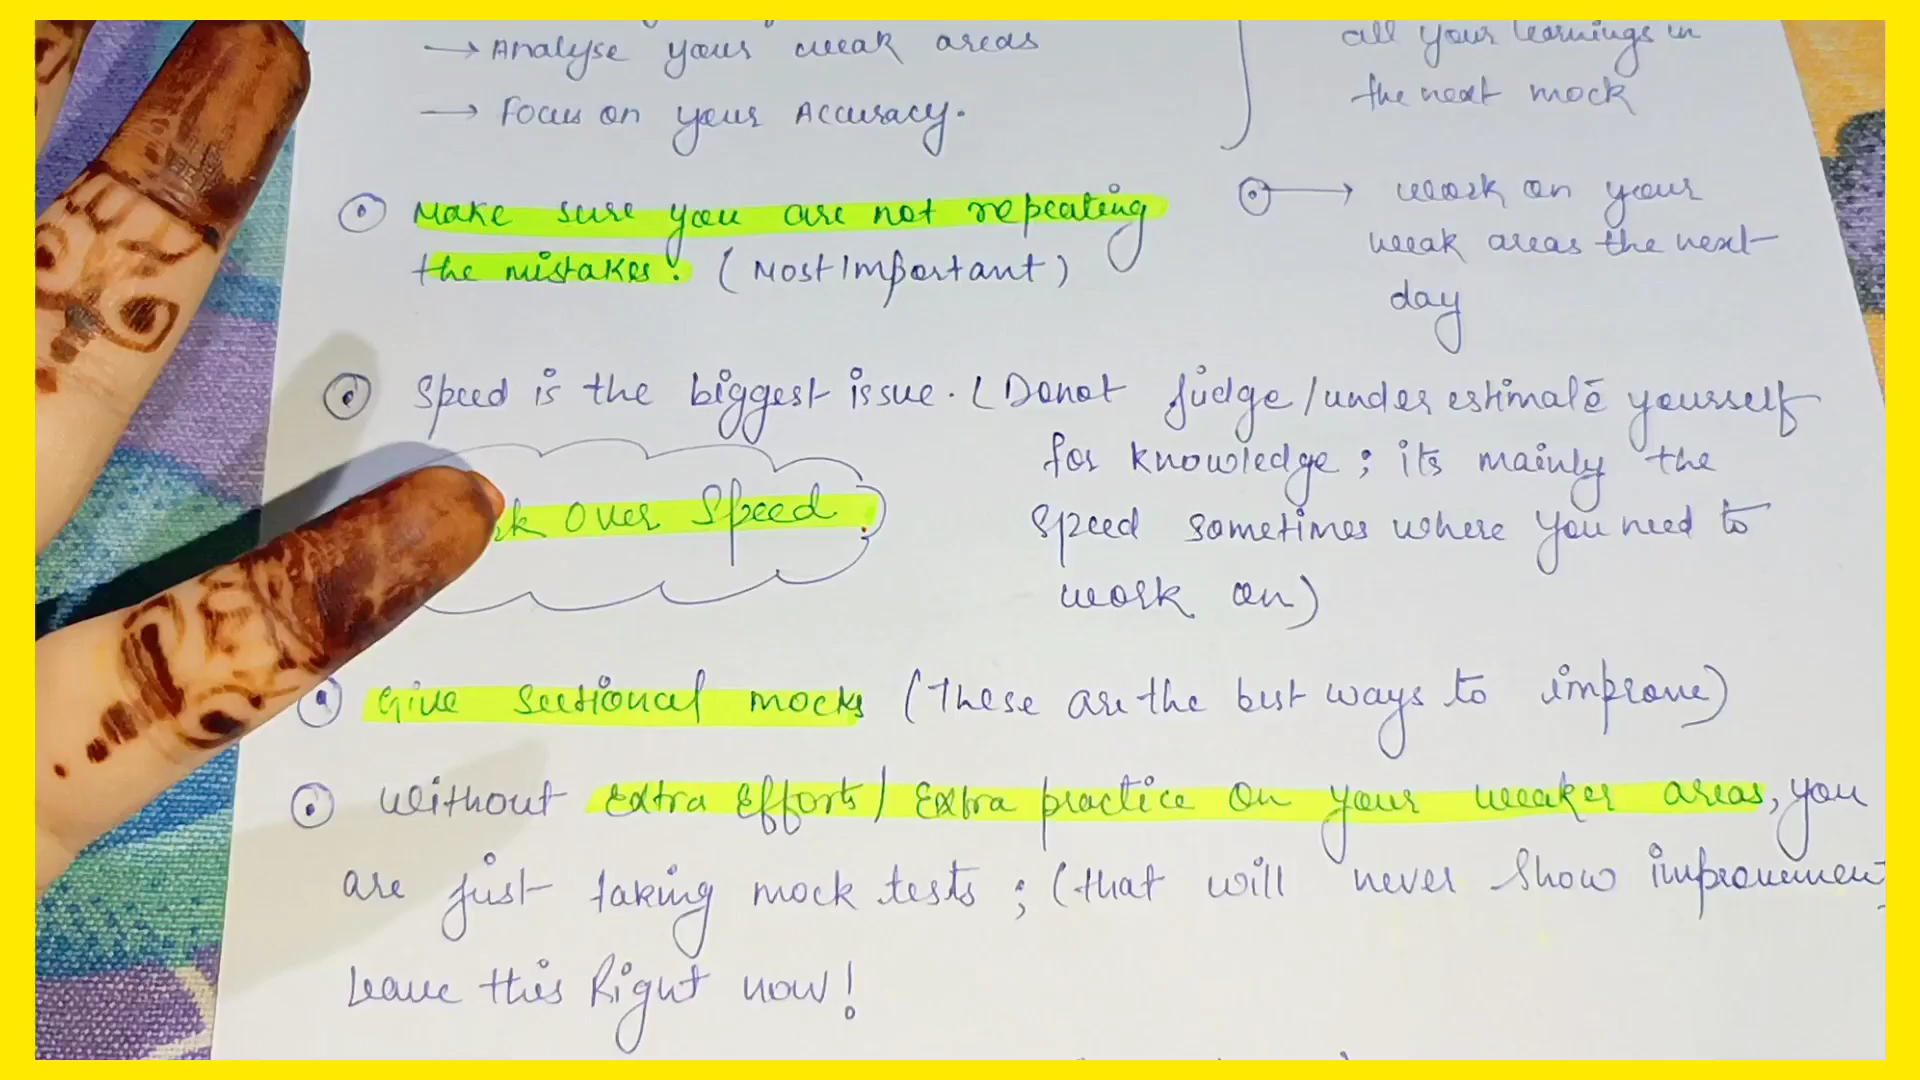 → Analyse your weak areas
→ Focus on your Accuracy.
all your learnings in
the next mock
Make sure you are not repeating
the mistakes. (Most Important)
→ work on your
weak areas the next
day
Speed is the biggest issue. (Donot judge/underestimate yourself
for knowledge; its mainly the
speed sometimes where you need to
work on)
Over Speed
Give Sectional mocks (These are the best ways to improve)
without Extra Efforts/ Extra practice on your weaker areas, you
are just taking mock tests; (that will never show improvement
Leave this Right now!